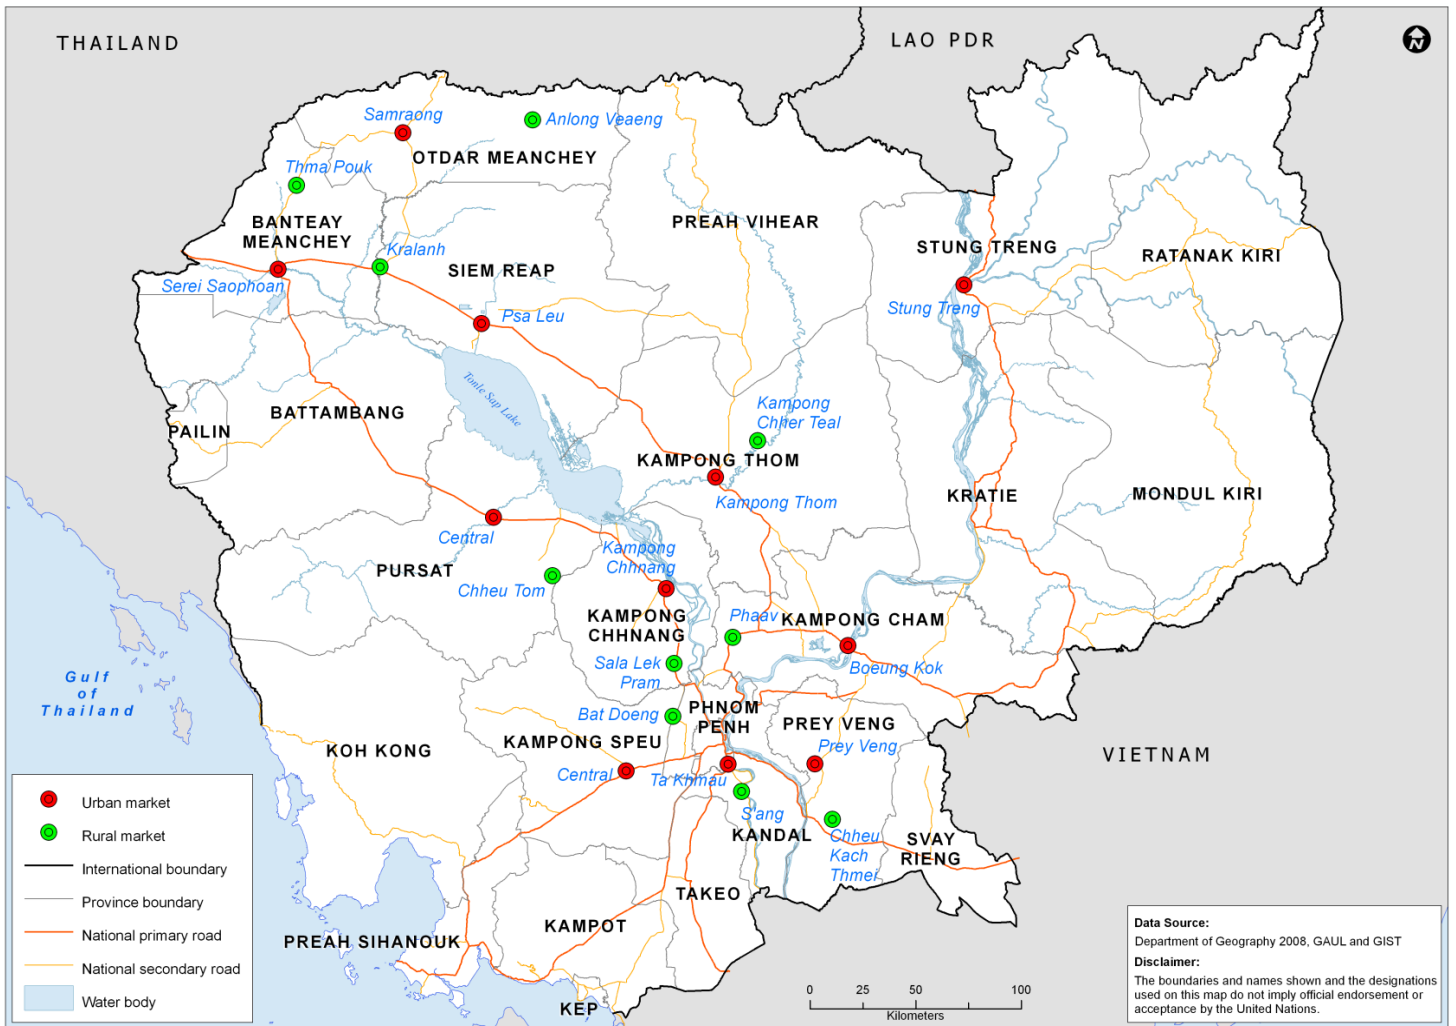 THAILAND
LAO PDR
N
Samraong
Anlong Veaeng
OTDAR MEANCHEY
Thma Pouk
BANTEAY
MEANCHEY
Kralanh
PREAH VIHEAR
STUNG TRENG
RATANAK KIRI
SIEM REAP
Serei Saophoan
Psa Leu
Stung Treng
Tonle Sap Lake
BATTAMBANG
PAILIN
Kampong
Chher Teal
KAMPONG THOM
Kampong Thom
KRATIE
MONDUL KIRI
Central
Kampong
Chhnang
PURSAT
Chheu Tom
KAMPONG
CHHNANG
Phaav
KAMPONG CHAM
Sala Lek
Pram
Boeung Kok
Gulf
of
Thailand
Bat Doeng
PHNOM
PENH
PREY VENG
KOH KONG
KAMPONG SPEU
Prey Veng
VIETNAM
Central
Ta Khmau
S'ang
KANDAL
Chheu
Kach
Thmei
SVAY
RIENG
TAKEO
KAMPOT
PREAH SIHANOUK
KEP
Urban market
Rural market
International boundary
Province boundary
National primary road
National secondary road
Water body
0 25 50 100
Kilometers
Data Source:
Department of Geography 2008, GAUL and GIST
Disclaimer:
The boundaries and names shown and the designations
used on this map do not imply official endorsement or
acceptance by the United Nations.